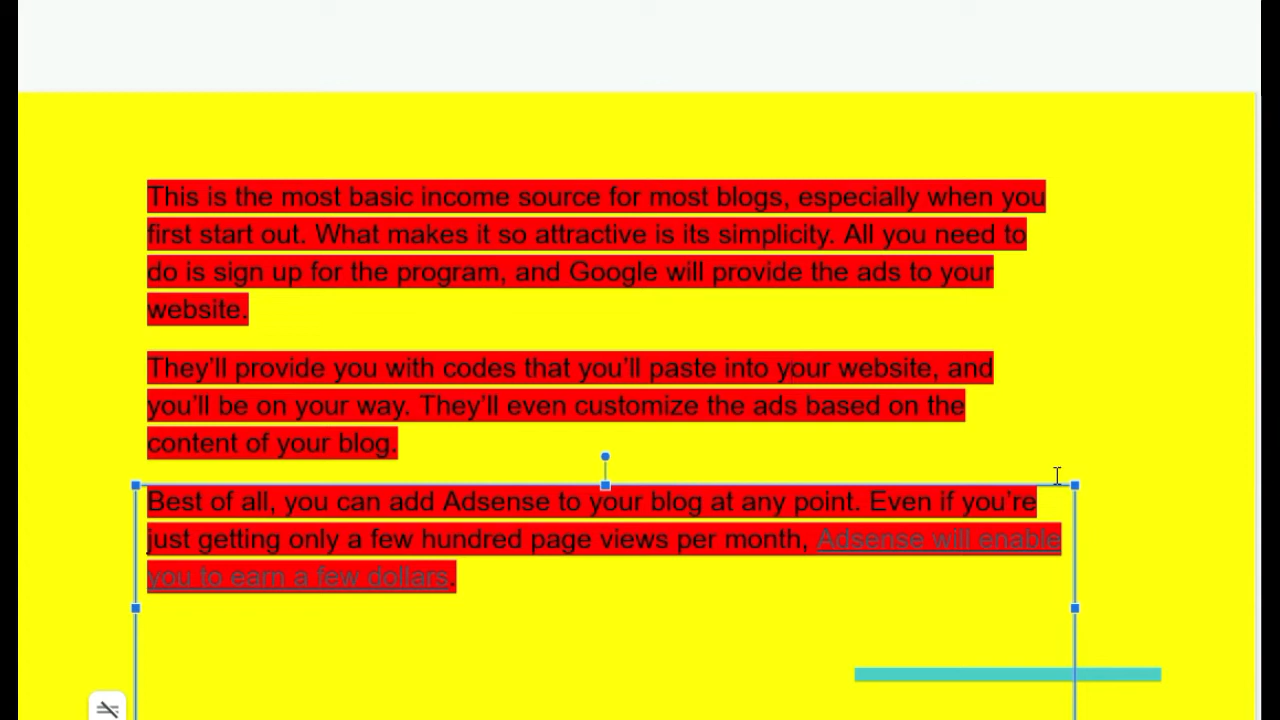 This is the most basic income source for most blogs, especially when you
first start out. What makes it so attractive is its simplicity. All you need to
do is sign up for the program, and Google will provide the ads to your
website.
They’ll provide you with codes that you’ll paste into your website, and
you’ll be on your way. They’ll even customize the ads based on the
content of your blog.
Best of all, you can add Adsense to your blog at any point. Even if you’re
just getting only a few hundred page views per month, Adsense will enable
you to earn a few dollars.